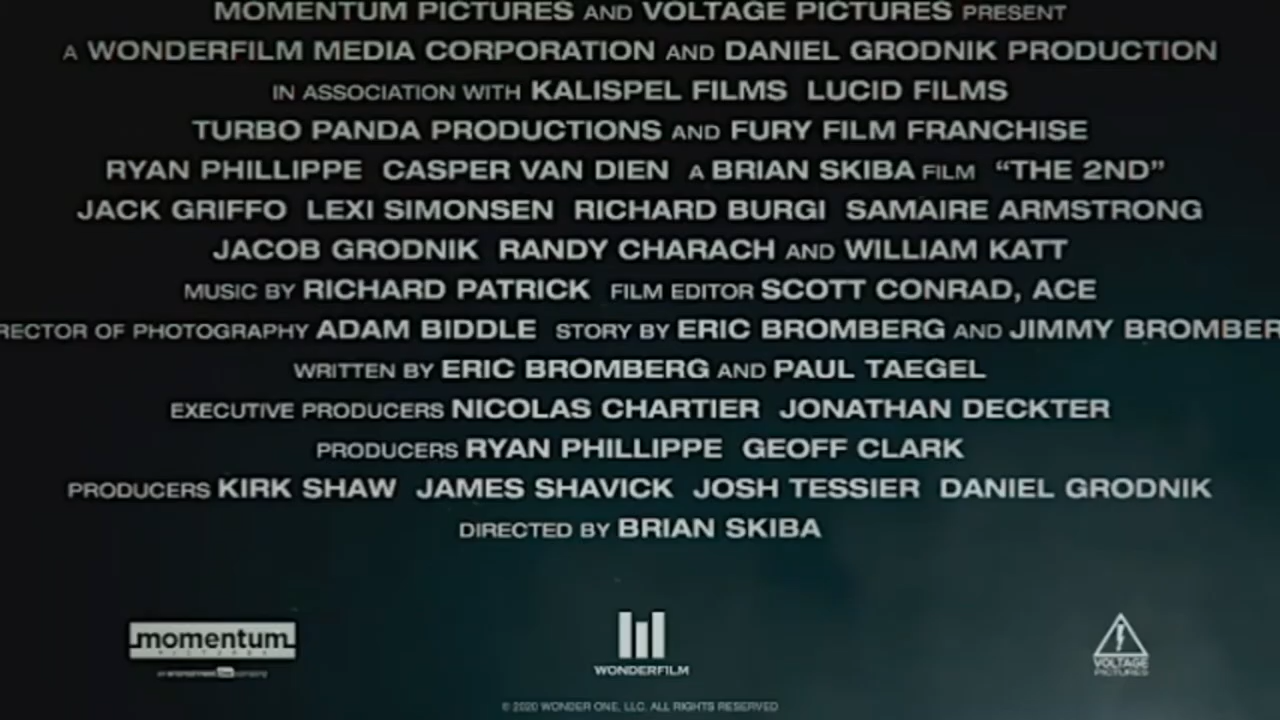 MOMENTUM PICTURES AND VOLTAGE PICTURES PRESENT
A WONDERFILM MEDIA CORPORATION AND DANIEL GRODNIK PRODUCTION
IN ASSOCIATION WITH KALISPEL FILMS LUCID FILMS
TURBO PANDA PRODUCTIONS AND FURY FILM FRANCHISE
RYAN PHILLIPPE CASPER VAN DIEN A BRIAN SKIBA FILM “THE 2ND”
JACK GRIFFO LEXI SIMONSEN RICHARD BURGI SAMAIRE ARMSTRONG
JACOB GRODNIK RANDY CHARACH AND WILLIAM KATT
MUSIC BY RICHARD PATRICK FILM EDITOR SCOTT CONRAD, ACE
RECTOR OF PHOTOGRAPHY ADAM BIDDLE STORY BY ERIC BROMBERG AND JIMMY BROMBER
WRITTEN BY ERIC BROMBERG AND PAUL TAEGEL
EXECUTIVE PRODUCERS NICOLAS CHARTIER JONATHAN DECKTER
PRODUCERS RYAN PHILLIPPE GEOFF CLARK
PRODUCERS KIRK SHAW JAMES SHAVICK JOSH TESSIER DANIEL GRODNIK
DIRECTED BY BRIAN SKIBA
momentum
PICTURES
WONDERFILM
VOLTAGE
PICTURES
© 2020 WONDER ONE, LLC. ALL RIGHTS RESERVED